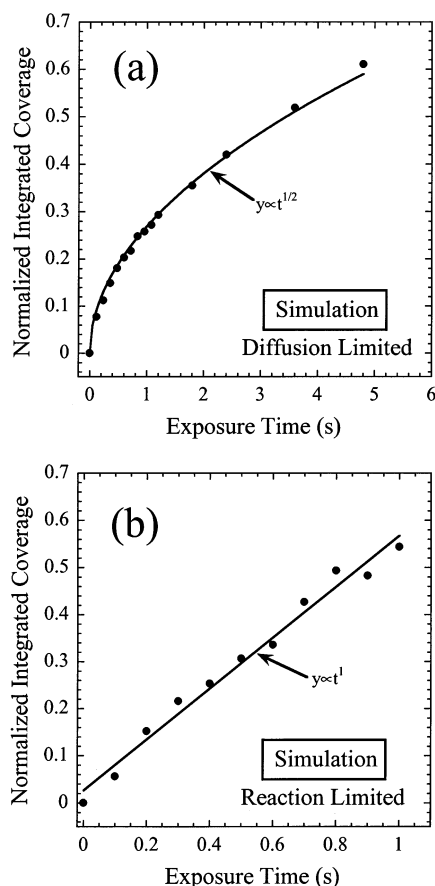 (a)
Normalized Integrated Coverage
0.7
0.6
0.5
0.4
0.3
0.2
0.1
0
y∝t^{1/2}
Simulation
Diffusion Limited
0 1 2 3 4 5 6
Exposure Time (s)
(b)
Normalized Integrated Coverage
0.7
0.6
0.5
0.4
0.3
0.2
0.1
0
y∝t^{1}
Simulation
Reaction Limited
0 0.2 0.4 0.6 0.8 1
Exposure Time (s)